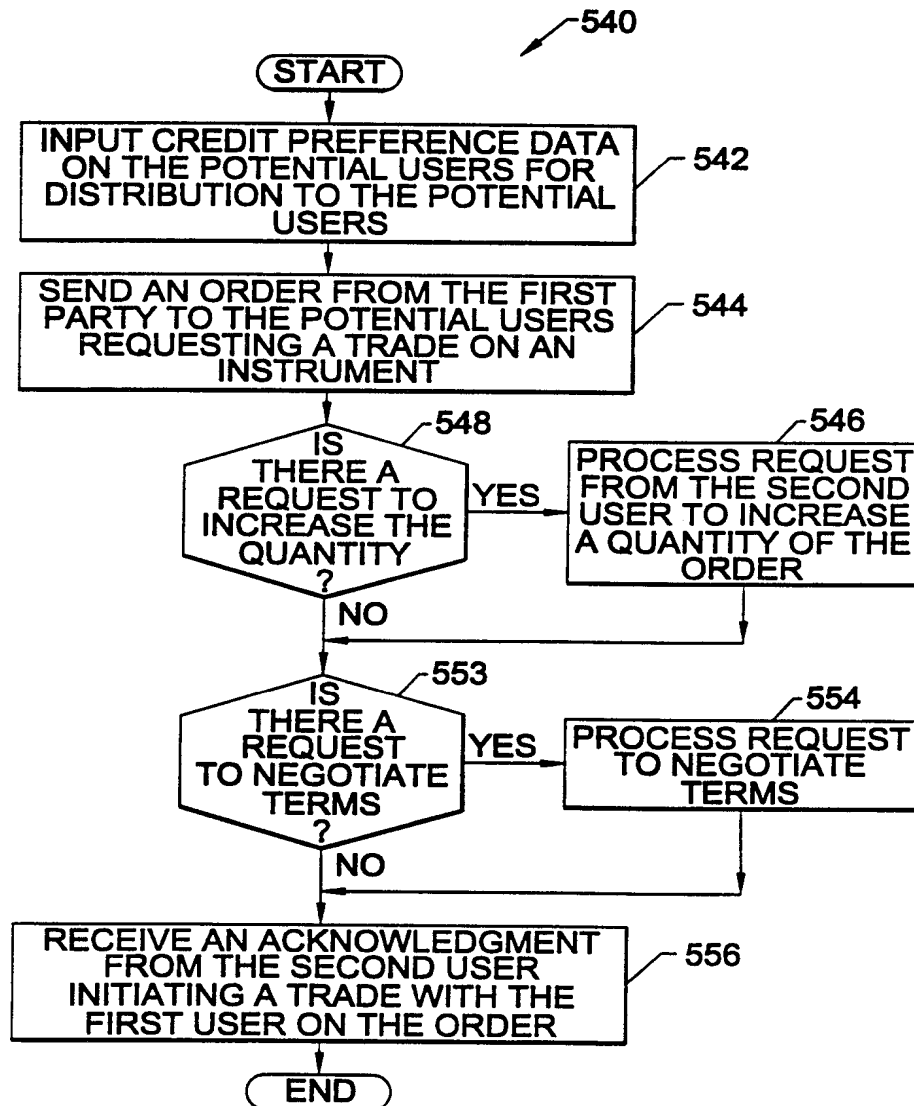 540
START
INPUT CREDIT PREFERENCE DATA
ON THE POTENTIAL USERS FOR
DISTRIBUTION TO THE POTENTIAL
USERS
542
SEND AN ORDER FROM THE FIRST
PARTY TO THE POTENTIAL USERS
REQUESTING A TRADE ON AN
INSTRUMENT
544
548
IS
THERE A
REQUEST TO
INCREASE THE
QUANTITY
?
YES
NO
546
PROCESS REQUEST
FROM THE SECOND
USER TO INCREASE
A QUANTITY OF THE
ORDER
553
IS
THERE A
REQUEST
TO NEGOTIATE
TERMS
?
YES
NO
554
PROCESS REQUEST
TO NEGOTIATE
TERMS
RECEIVE AN ACKNOWLEDGMENT
FROM THE SECOND USER
INITIATING A TRADE WITH THE
FIRST USER ON THE ORDER
556
END